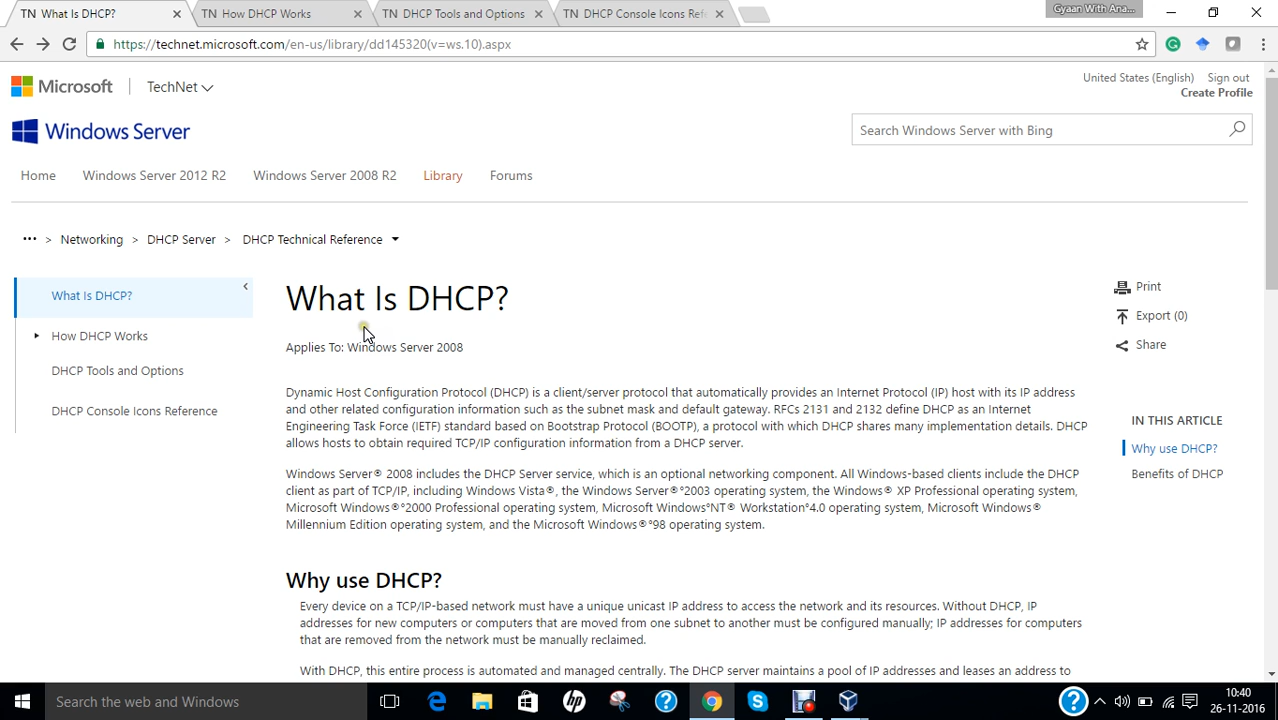 TN What Is DHCP?
TN How DHCP Works
TN DHCP Tools and Options
TN DHCP Console Icons Ref
Gyaan With Ana...
https://technet.microsoft.com/en-us/library/dd145320(v=ws.10).aspx
Microsoft
TechNet
United States (English) Sign out
Create Profile
Windows Server
Search Windows Server with Bing
Home Windows Server 2012 R2 Windows Server 2008 R2 Library Forums
... > Networking > DHCP Server > DHCP Technical Reference
What Is DHCP?
How DHCP Works
DHCP Tools and Options
DHCP Console Icons Reference
What Is DHCP?
Applies To: Windows Server 2008
Dynamic Host Configuration Protocol (DHCP) is a client/server protocol that automatically provides an Internet Protocol (IP) host with its IP address
and other related configuration information such as the subnet mask and default gateway. RFCs 2131 and 2132 define DHCP as an Internet
Engineering Task Force (IETF) standard based on Bootstrap Protocol (BOOTP), a protocol with which DHCP shares many implementation details. DHCP
allows hosts to obtain required TCP/IP configuration information from a DHCP server.
Windows Server® 2008 includes the DHCP Server service, which is an optional networking component. All Windows-based clients include the DHCP
client as part of TCP/IP, including Windows Vista®, the Windows Server®°2003 operating system, the Windows® XP Professional operating system,
Microsoft Windows®°2000 Professional operating system, Microsoft Windows°NT® Workstation°4.0 operating system, Microsoft Windows®
Millennium Edition operating system, and the Microsoft Windows®°98 operating system.
Why use DHCP?
Every device on a TCP/IP-based network must have a unique unicast IP address to access the network and its resources. Without DHCP, IP
addresses for new computers or computers that are moved from one subnet to another must be configured manually; IP addresses for computers
that are removed from the network must be manually reclaimed.
With DHCP, this entire process is automated and managed centrally. The DHCP server maintains a pool of IP addresses and leases an address to
Print
Export (0)
Share
IN THIS ARTICLE
Why use DHCP?
Benefits of DHCP
Search the web and Windows
10:40
26-11-2016